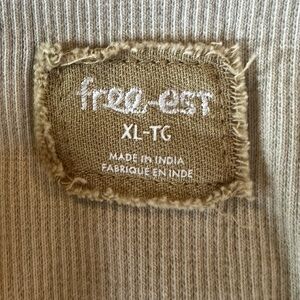 free-est
XL-TG
MADE IN INDIA
FABRIQUE EN INDE